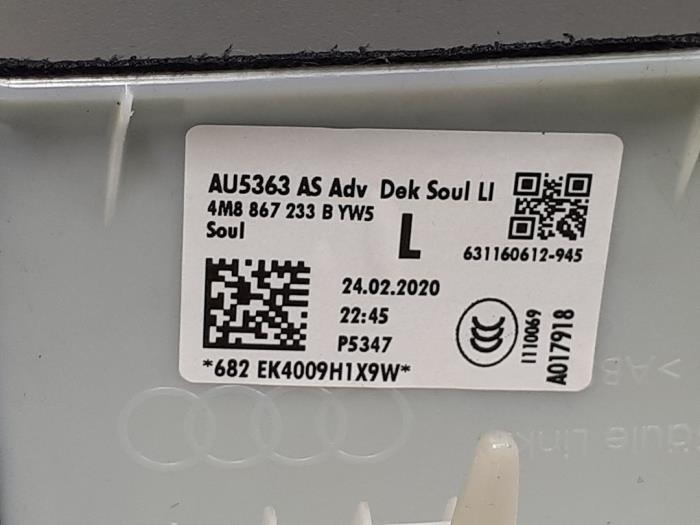 AU5363 AS Adv Dek Soul LI
4M8 867 233 B YW5
Soul
L
631160612-945
24.02.2020
22:45
P5347
1110069
A017918
*682 EK4009H1X9W*